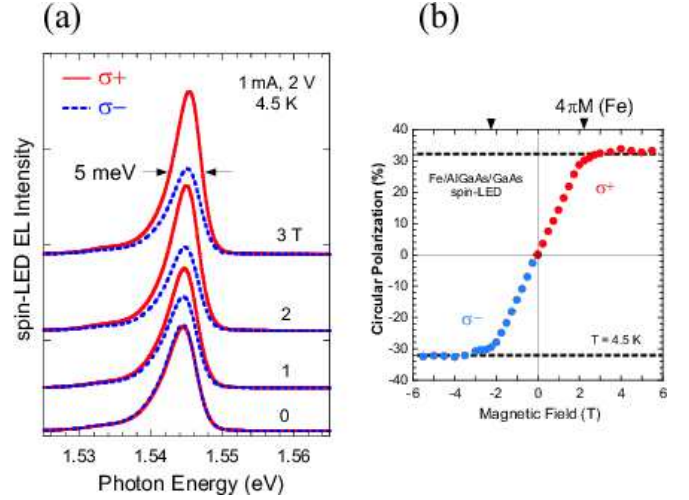 (a)
σ+
σ−
1 mA, 2 V
4.5 K
5 meV
3 T
2
1
0
spin-LED EL Intensity
1.53 1.54 1.55 1.56
Photon Energy (eV)
(b)
4πM (Fe)
40
30
20
10
0
-10
-20
-30
-40
Circular Polarization (%)
Fe/AlGaAs/GaAs
spin-LED
σ+
σ−
T = 4.5 K
-6 -4 -2 0 2 4 6
Magnetic Field (T)